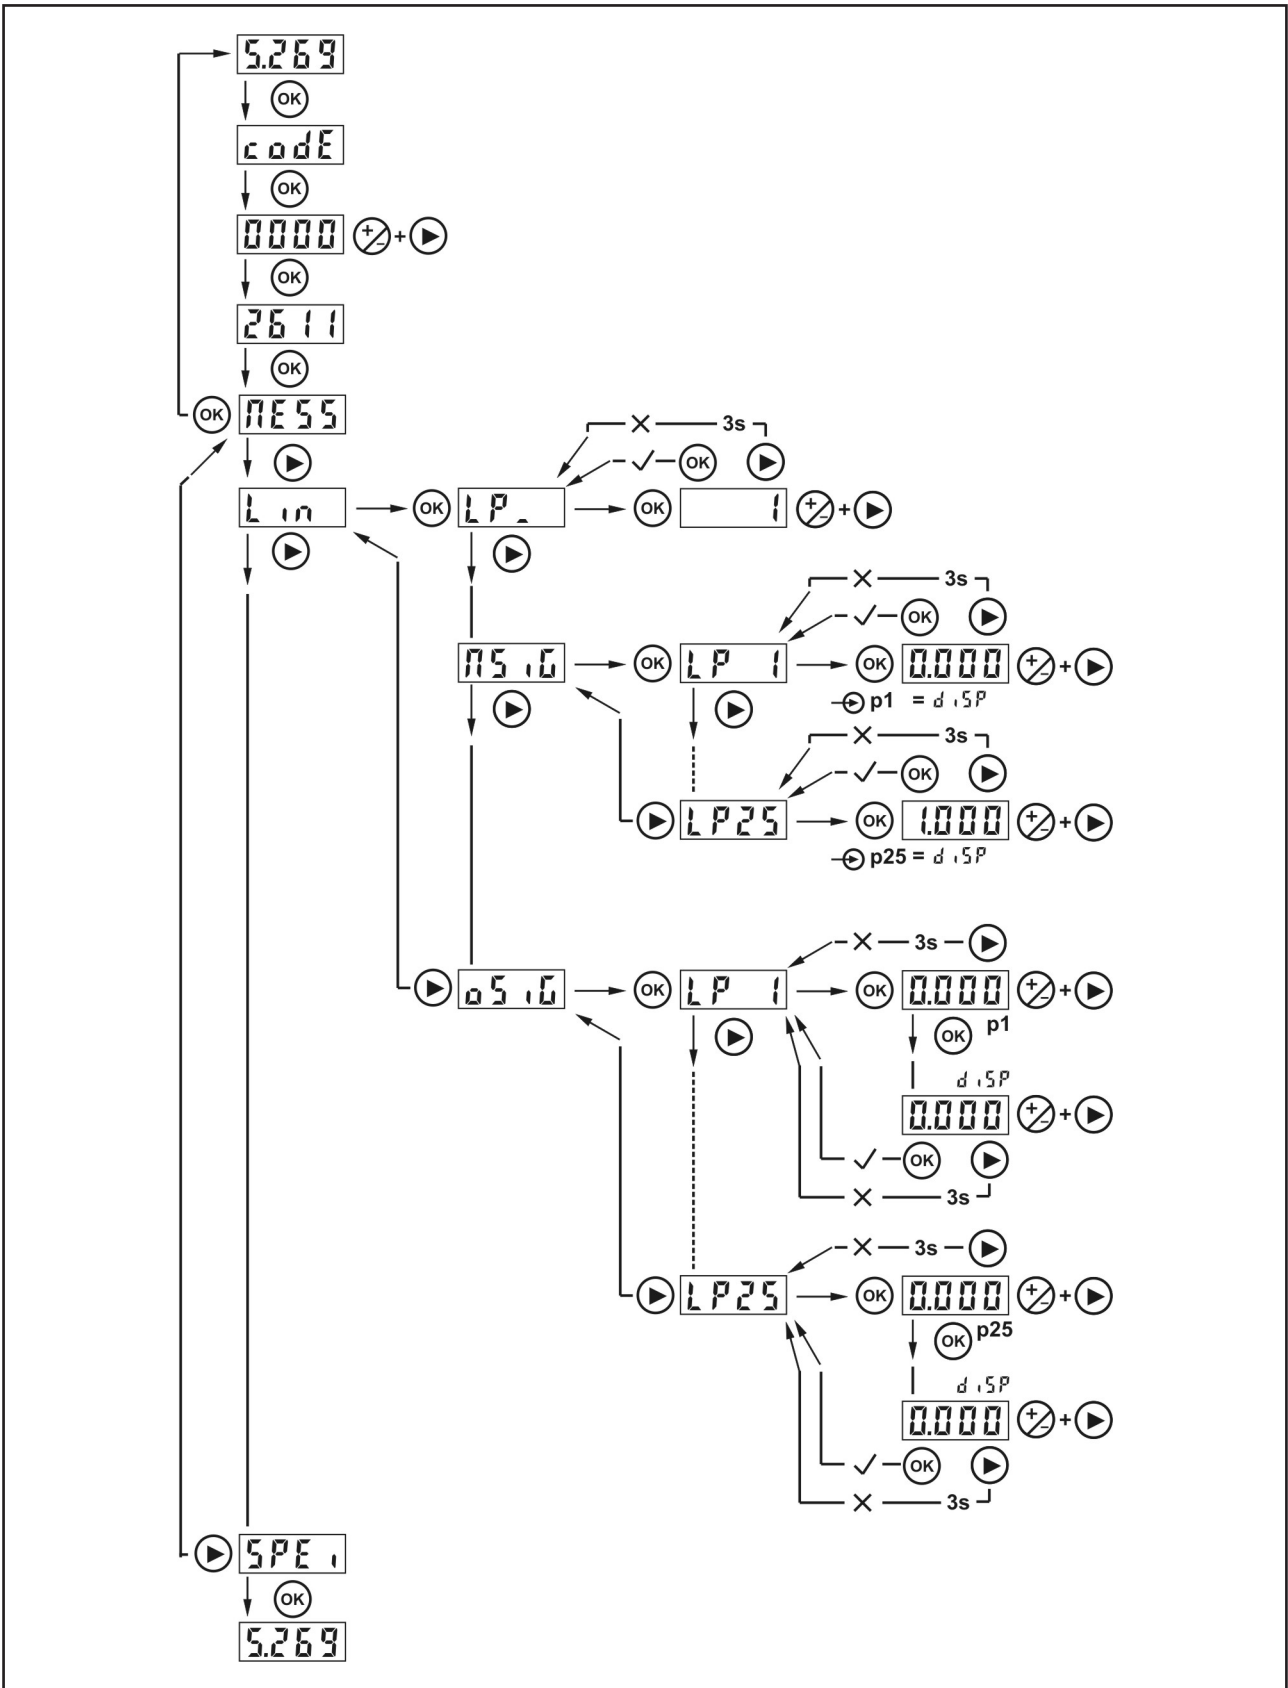 5.269
OK
codE
OK
0000 +/- + ▶
OK
2611
OK
OK MESS
✕ 3s
▶
✓ OK ▶
L in OK LP_ OK 1 +/- + ▶
▶ ▶
✕ 3s
✓ OK ▶
MSiG OK LP 1 OK 0.000 +/- + ▶
p1 = diSP
▶ ▶
✕ 3s
✓ OK ▶
▶ LP25 OK 1.000 +/- + ▶
p25 = diSP
✕ 3s ▶
▶ oSiG OK LP 1 OK 0.000 +/- + ▶
▶ OK p1
diSP
0.000 +/- + ▶
✓ OK ▶
✕ 3s
✕ 3s ▶
▶ LP25 OK 0.000 +/- + ▶
OK p25
diSP
0.000 +/- + ▶
✓ OK ▶
✕ 3s
▶ SPEi
OK
5.269